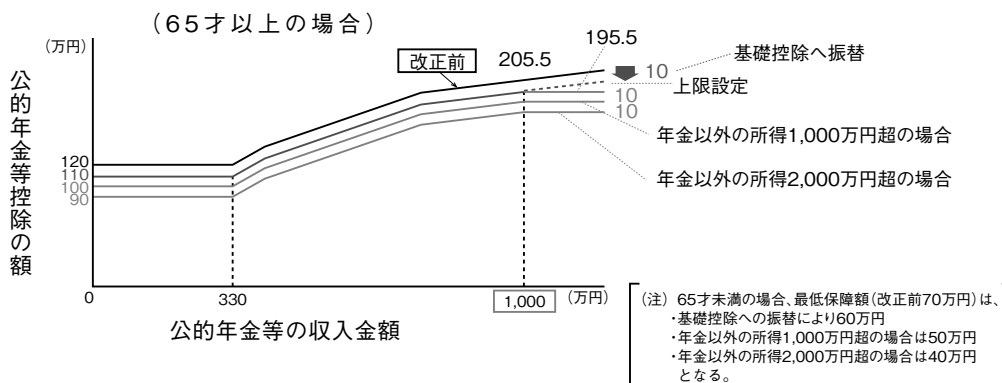 (65才以上の場合)
(万円)
公的年金等控除の額
改正前
205.5
195.5
基礎控除へ振替
10
上限設定
10
10
年金以外の所得1,000万円超の場合
年金以外の所得2,000万円超の場合
120
110
100
90
0
330
1,000
(万円)
公的年金等の収入金額
(注) 65才未満の場合、最低保障額(改正前70万円)は、
・基礎控除への振替により60万円
・年金以外の所得1,000万円超の場合は50万円
・年金以外の所得2,000万円超の場合は40万円
となる。